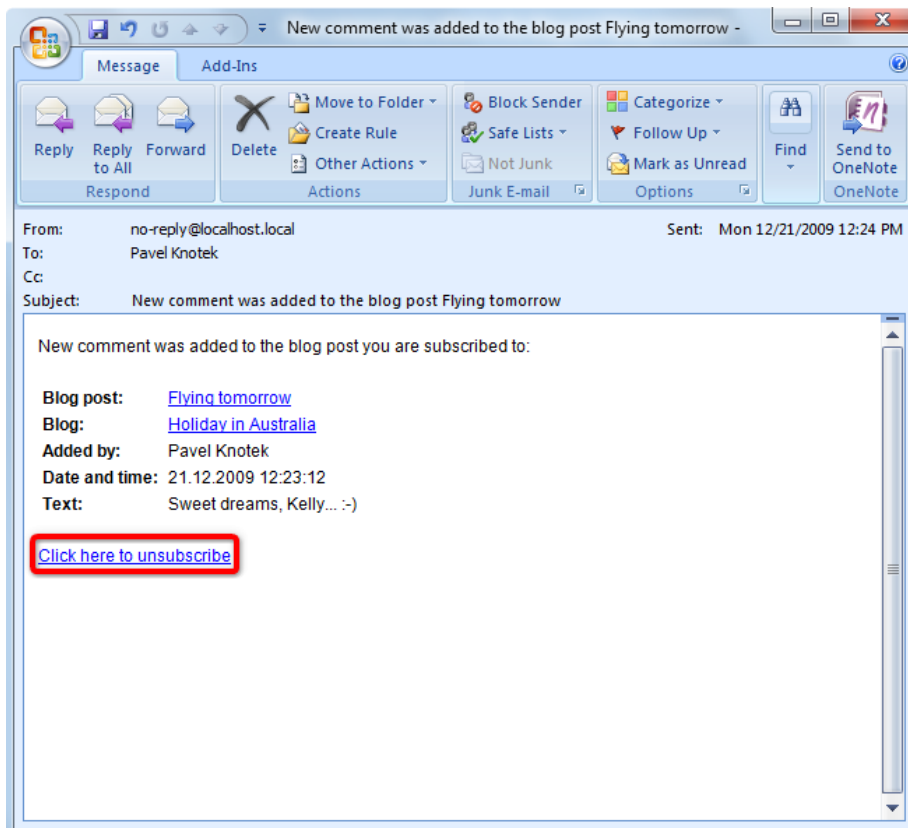 New comment was added to the blog post Flying tomorrow -
Message Add-Ins
Reply Reply to All Forward
Respond
Delete
Move to Folder
Create Rule
Other Actions
Actions
Block Sender
Safe Lists
Not Junk
Junk E-mail
Categorize
Follow Up
Mark as Unread
Options
Find
Send to OneNote
OneNote
From: no-reply@localhost.local Sent: Mon 12/21/2009 12:24 PM
To: Pavel Knotek
Cc:
Subject: New comment was added to the blog post Flying tomorrow
New comment was added to the blog post you are subscribed to:
Blog post: Flying tomorrow
Blog: Holiday in Australia
Added by: Pavel Knotek
Date and time: 21.12.2009 12:23:12
Text: Sweet dreams, Kelly... :-)
Click here to unsubscribe